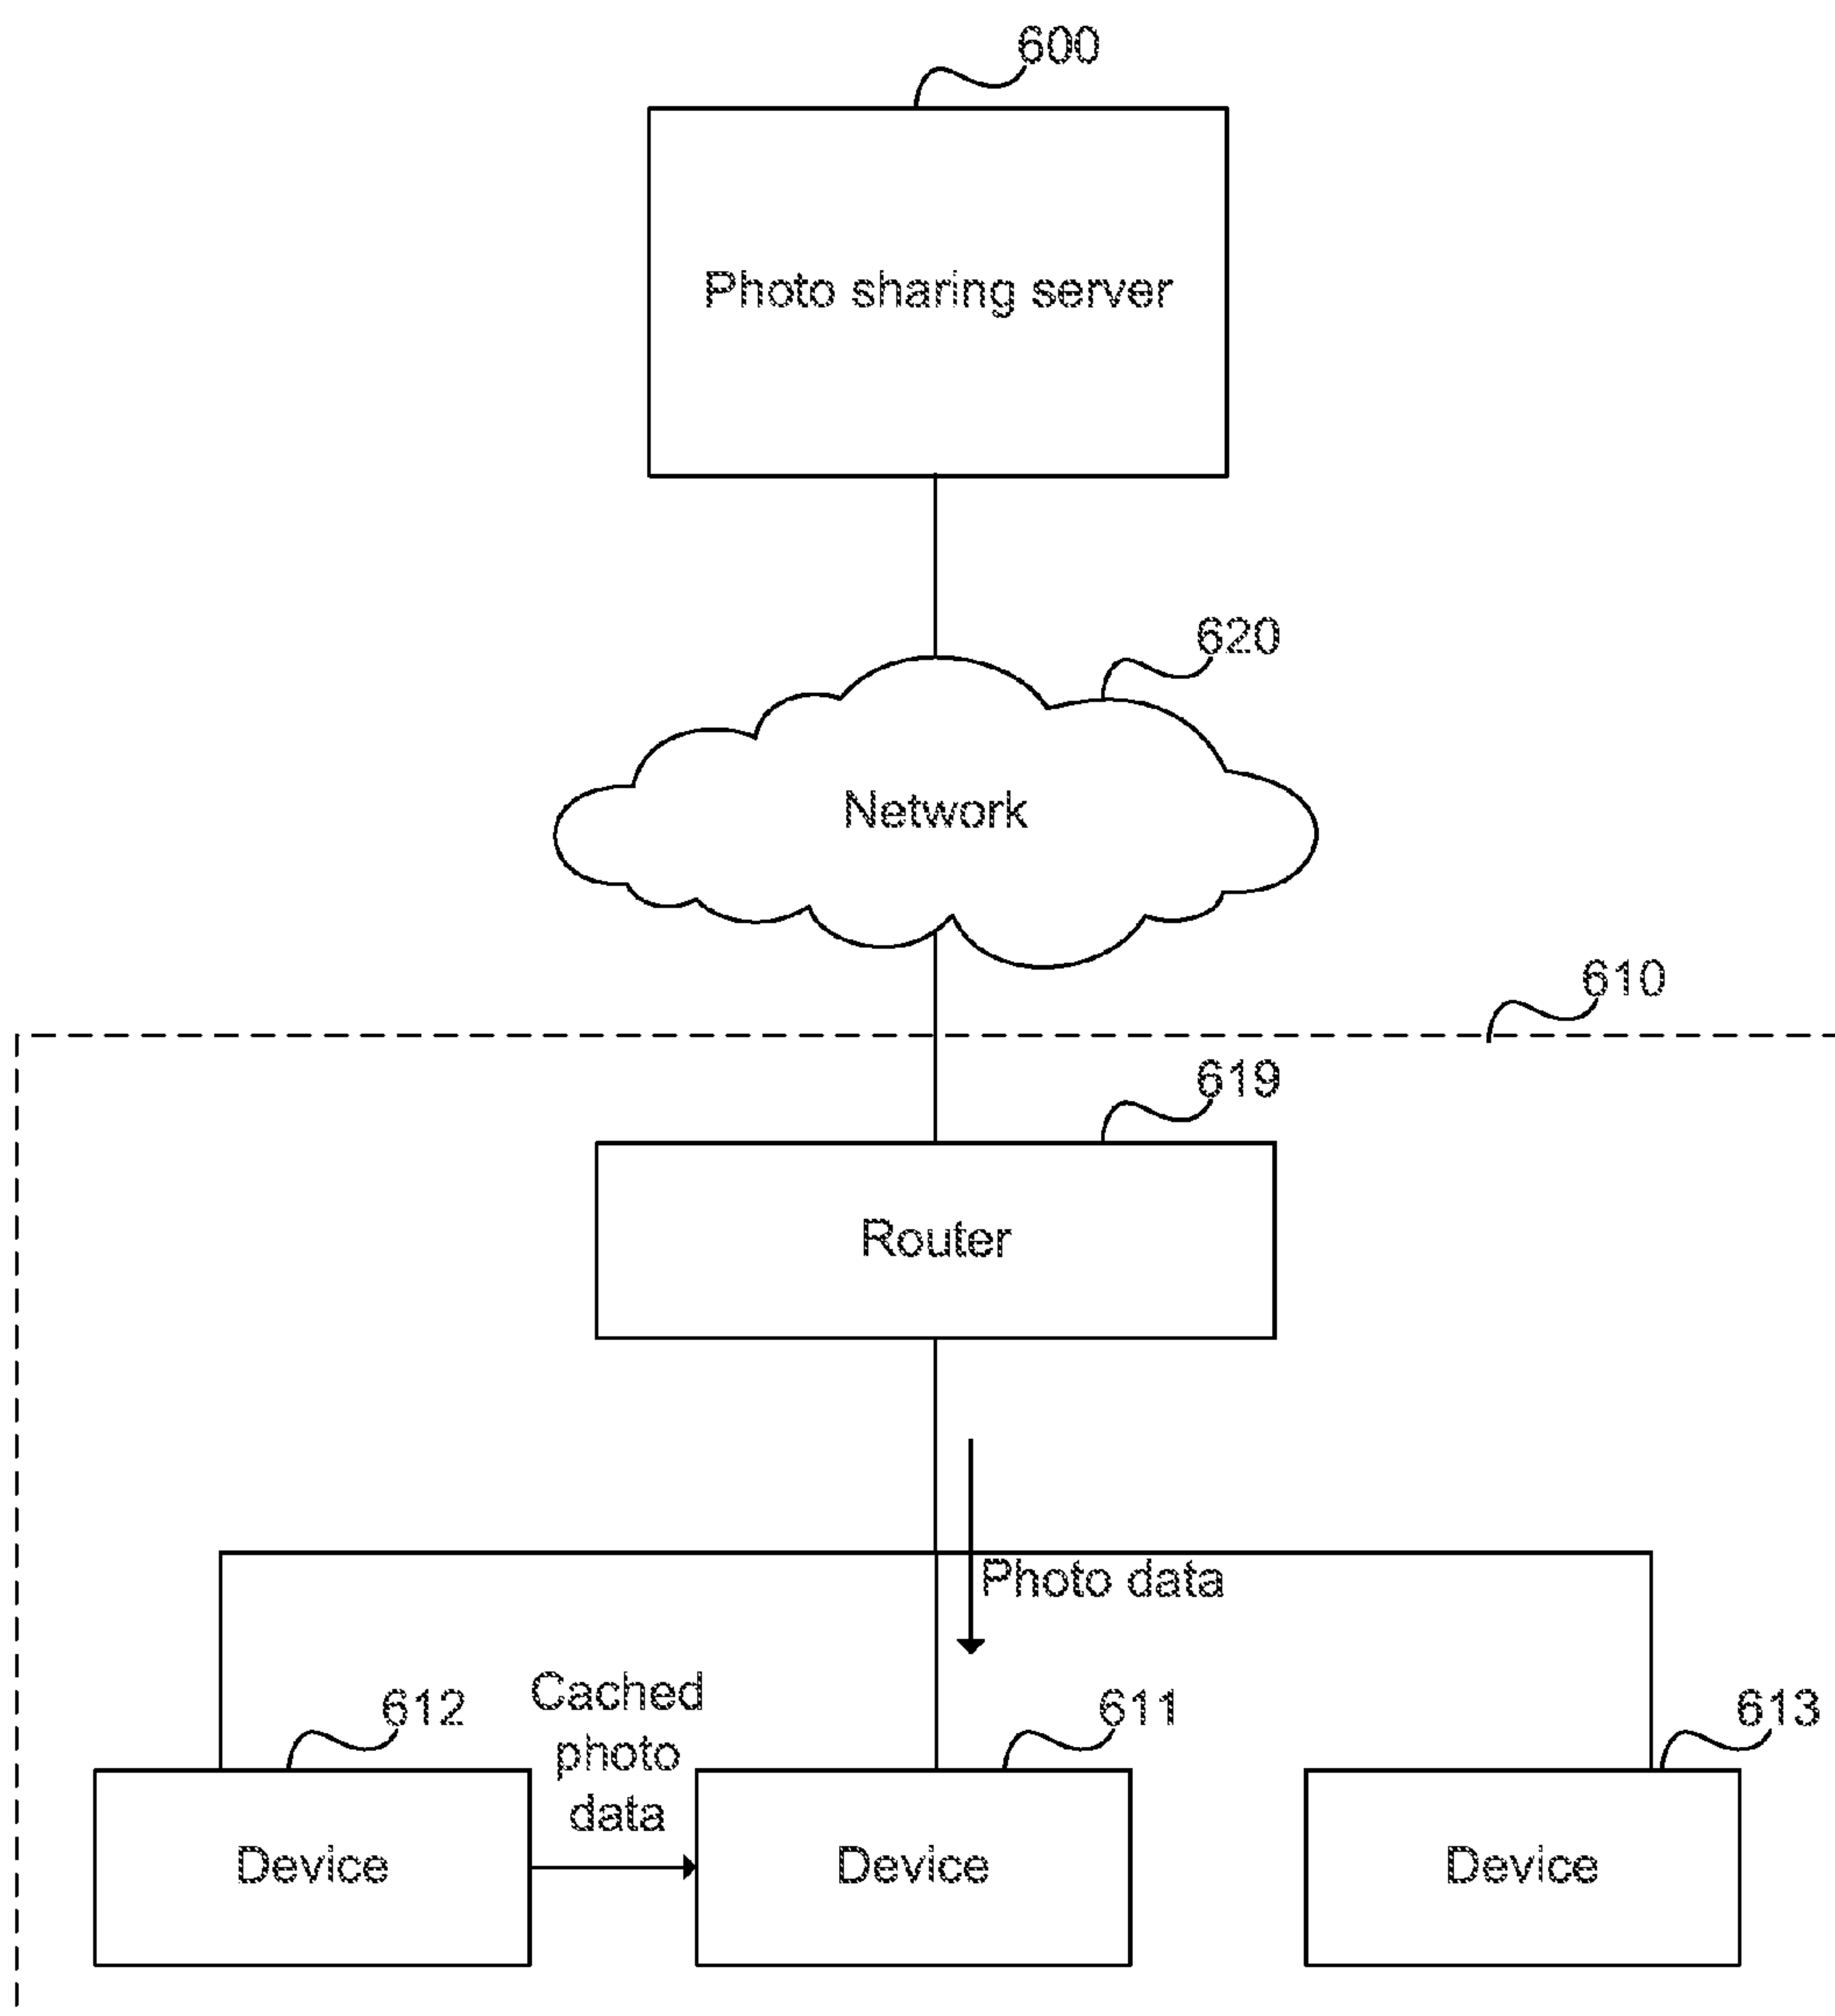 600
Photo sharing server
620
Network
610
619
Router
Photo data
612
Cached
photo
data
611
613
Device
Device
Device